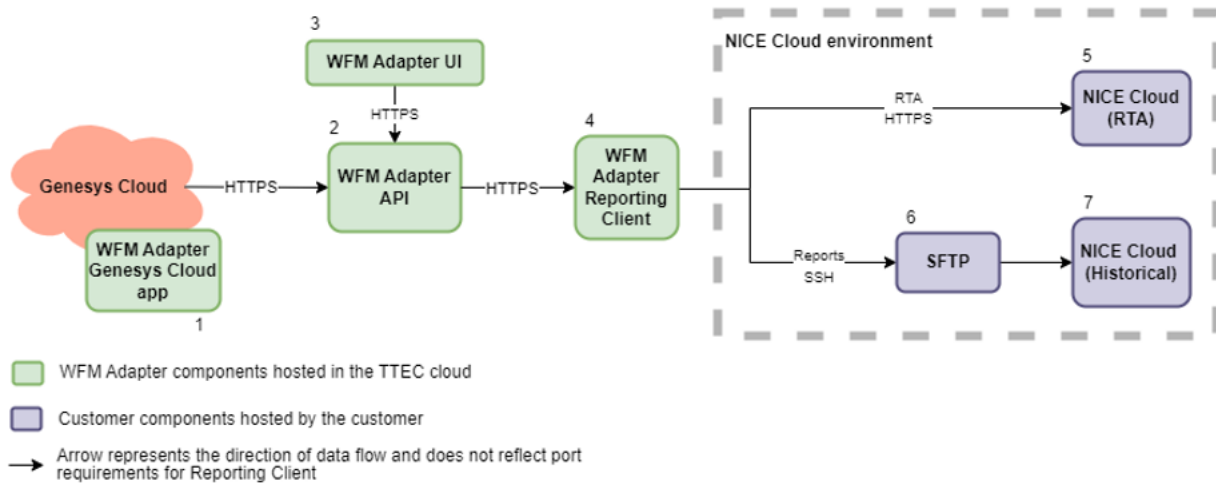 3
WFM Adapter UI
HTTPS
2
WFM Adapter
API
Genesys Cloud
HTTPS
WFM Adapter
Genesys Cloud
app
1
HTTPS
4
WFM
Adapter
Reporting
Client
NICE Cloud environment
RTA
HTTPS
5
NICE Cloud
(RTA)
Reports
SSH
6
SFTP
7
NICE Cloud
(Historical)
WFM Adapter components hosted in the TTEC cloud
Customer components hosted by the customer
Arrow represents the direction of data flow and does not reflect port
requirements for Reporting Client